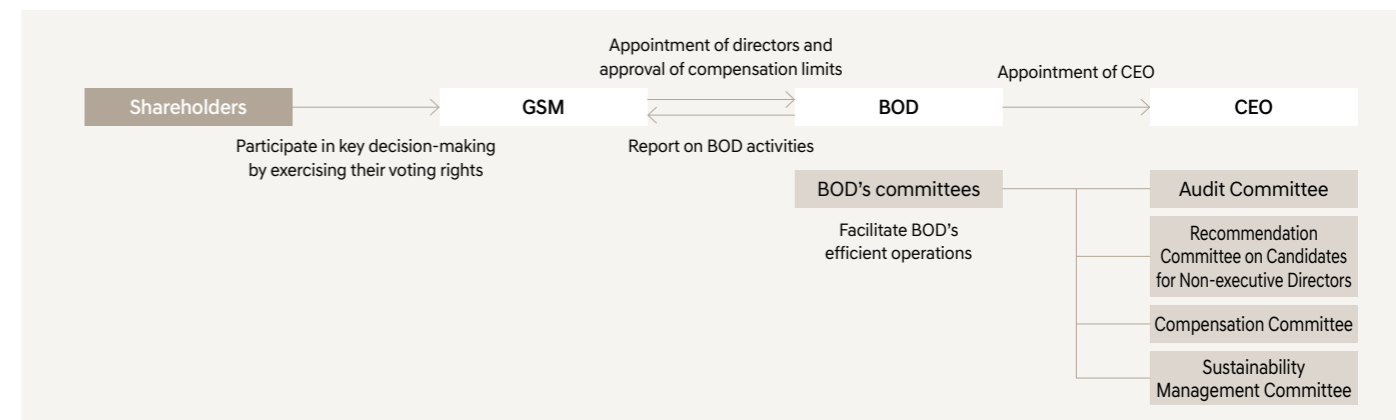 Appointment of directors and
approval of compensation limits
Appointment of CEO
Shareholders
GSM
BOD
CEO
Participate in key decision-making
by exercising their voting rights
Report on BOD activities
BOD’s committees
Facilitate BOD’s
efficient operations
Audit Committee
Recommendation
Committee on Candidates
for Non-executive Directors
Compensation Committee
Sustainability
Management Committee